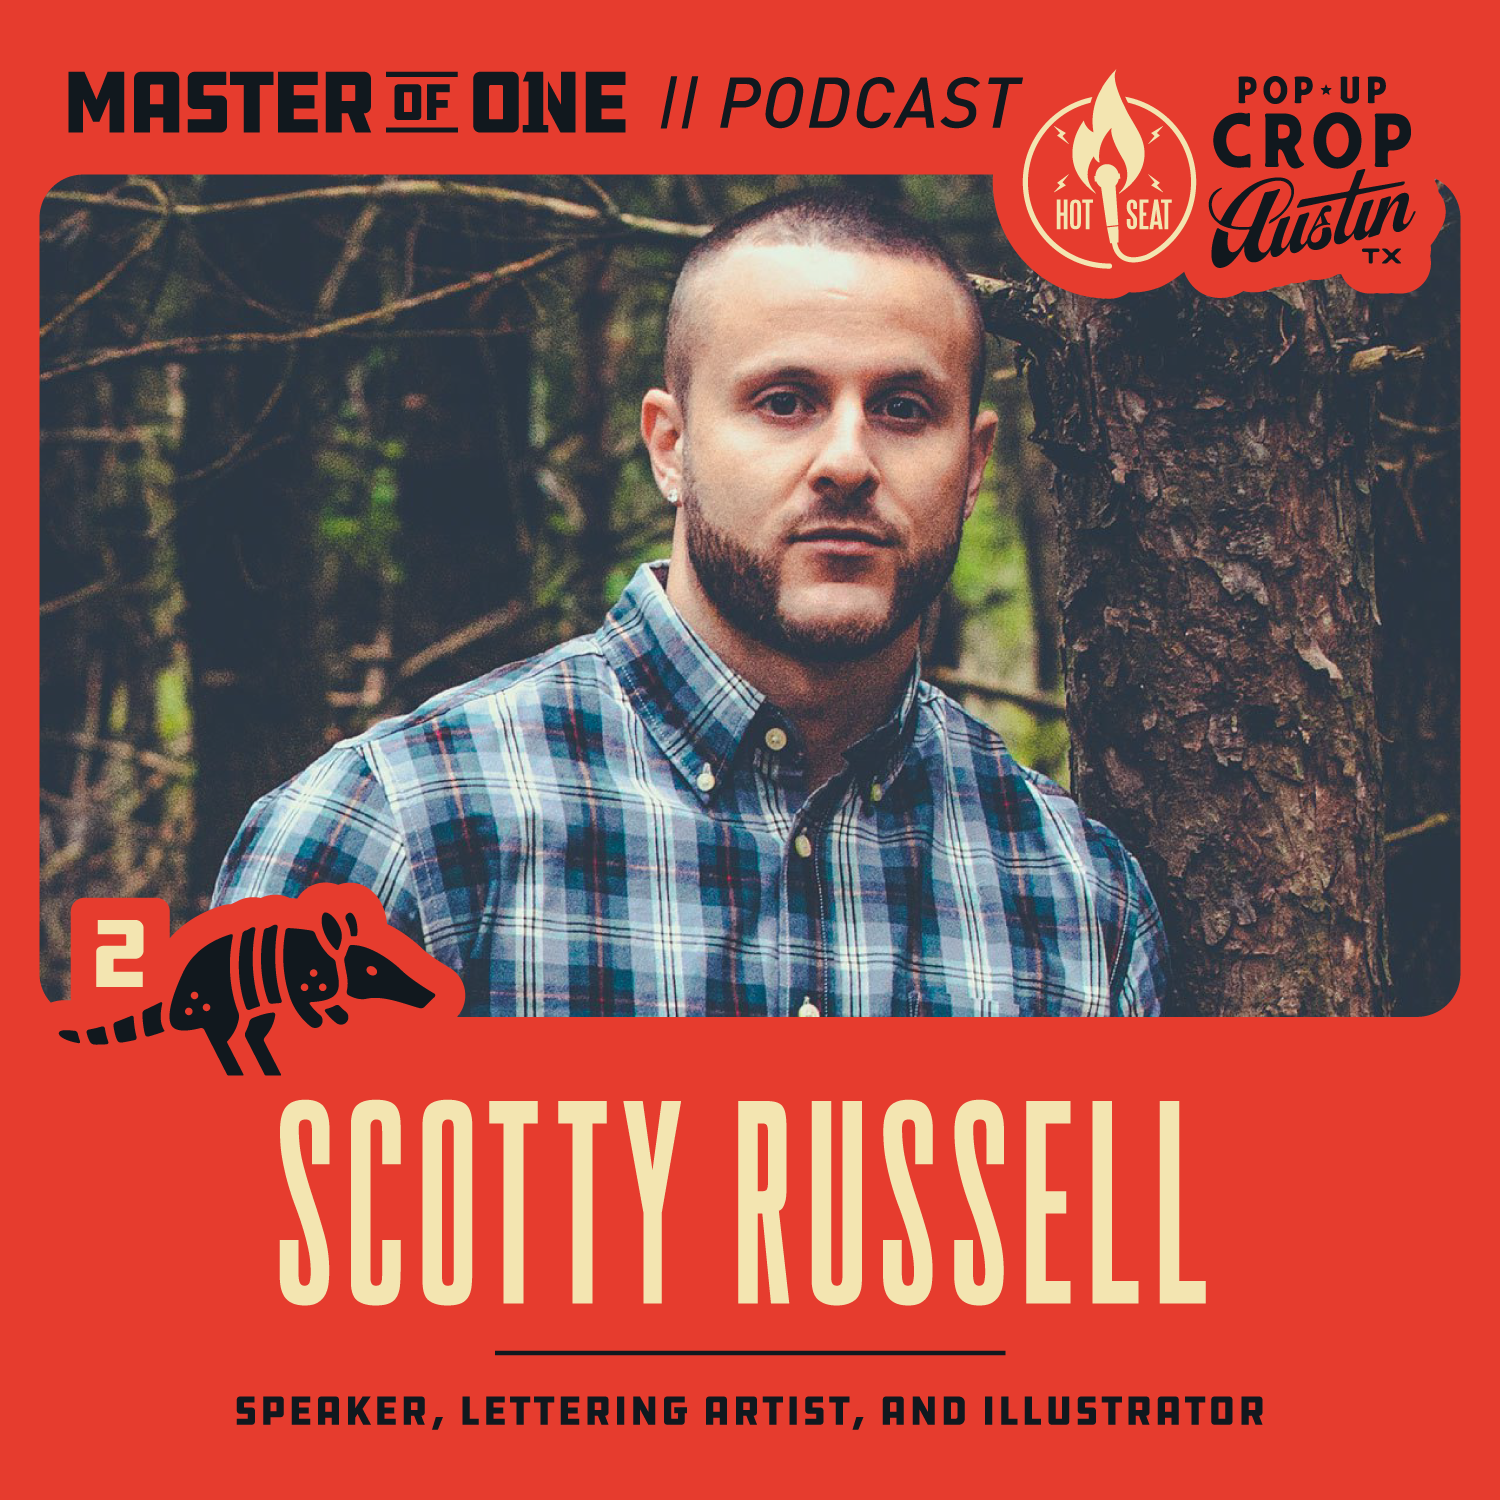 MASTER OF ONE // PODCAST
HOT SEAT
POP★UP
CROP
Austin
TX
2
SCOTTY RUSSELL
SPEAKER, LETTERING ARTIST, AND ILLUSTRATOR